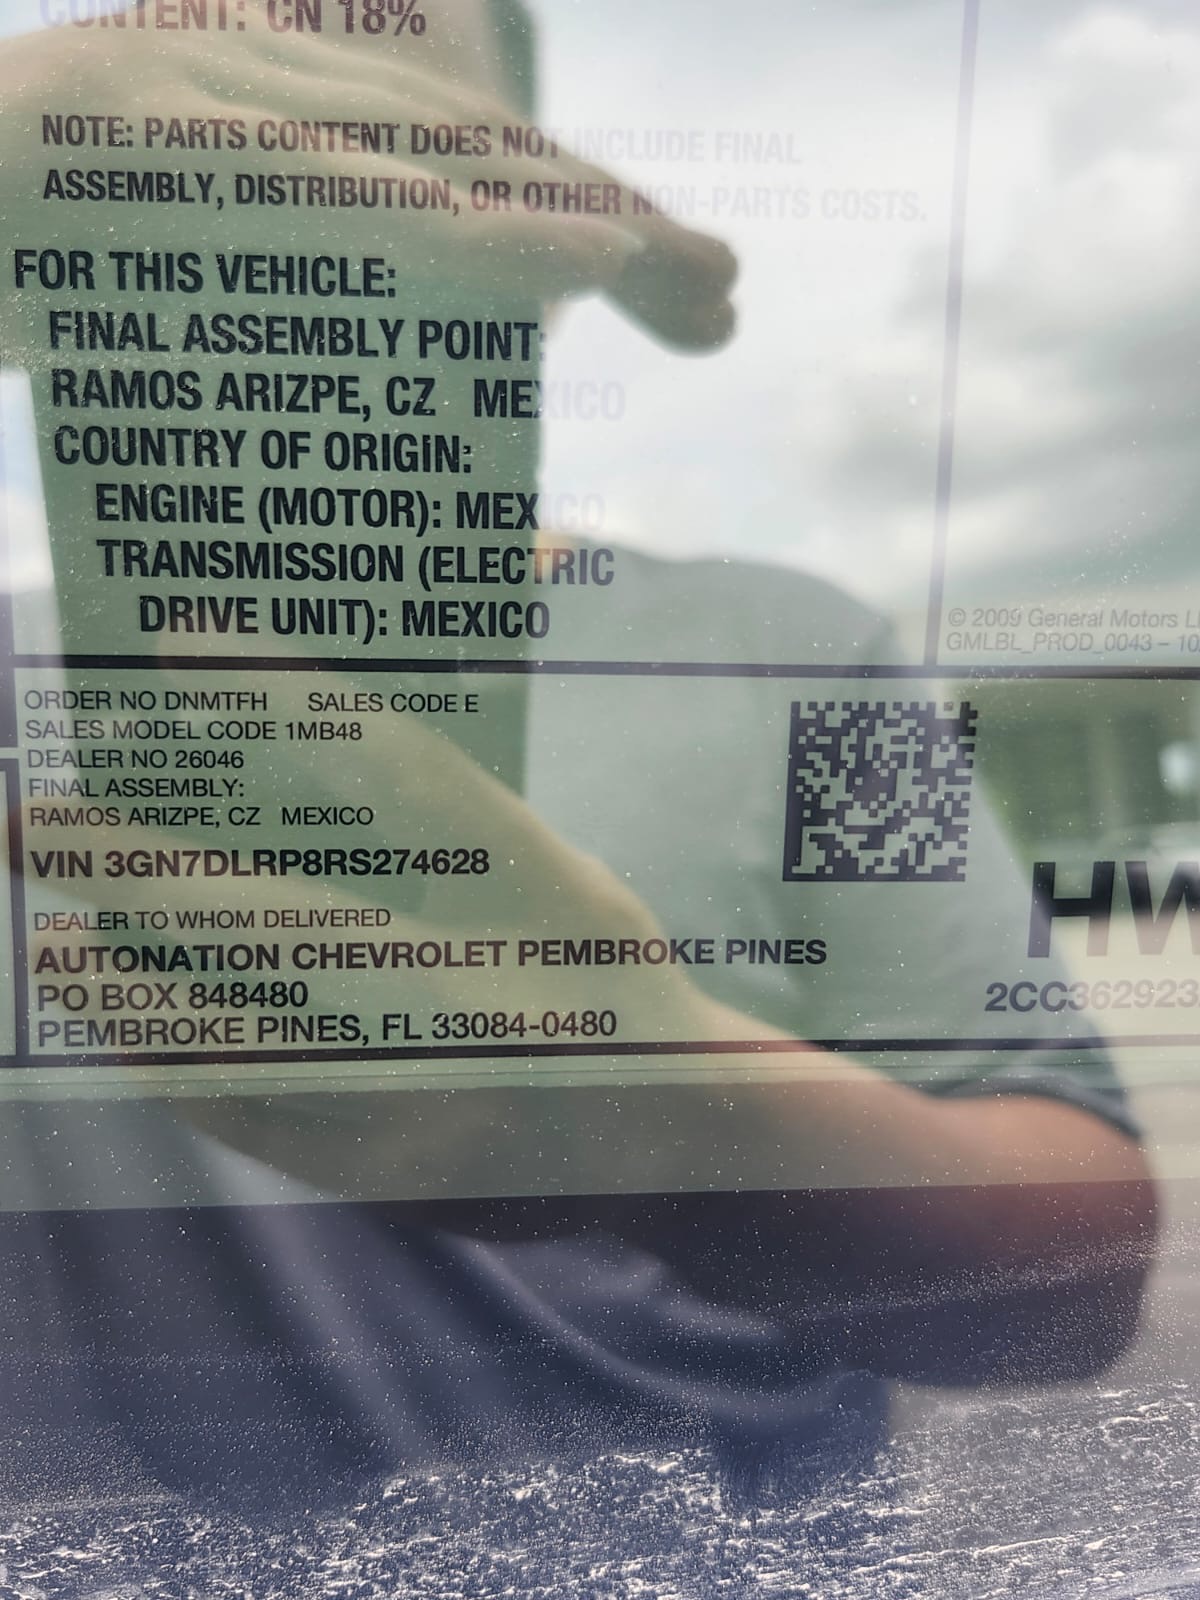 CONTENT: CN 18%
NOTE: PARTS CONTENT DOES NOT INCLUDE FINAL
ASSEMBLY, DISTRIBUTION, OR OTHER NON-PARTS COSTS.
FOR THIS VEHICLE:
FINAL ASSEMBLY POINT:
RAMOS ARIZPE, CZ MEXICO
COUNTRY OF ORIGIN:
ENGINE (MOTOR): MEXICO
TRANSMISSION (ELECTRIC
DRIVE UNIT): MEXICO
© 2009 General Motors
GMLBL_PROD_0043 – 10
ORDER NO DNMTFH SALES CODE E
SALES MODEL CODE 1MB48
DEALER NO 26046
FINAL ASSEMBLY:
RAMOS ARIZPE, CZ MEXICO
VIN 3GN7DLRP8RS274628
DEALER TO WHOM DELIVERED
AUTONATION CHEVROLET PEMBROKE PINES
PO BOX 848480
PEMBROKE PINES, FL 33084-0480
HW
2CC362923